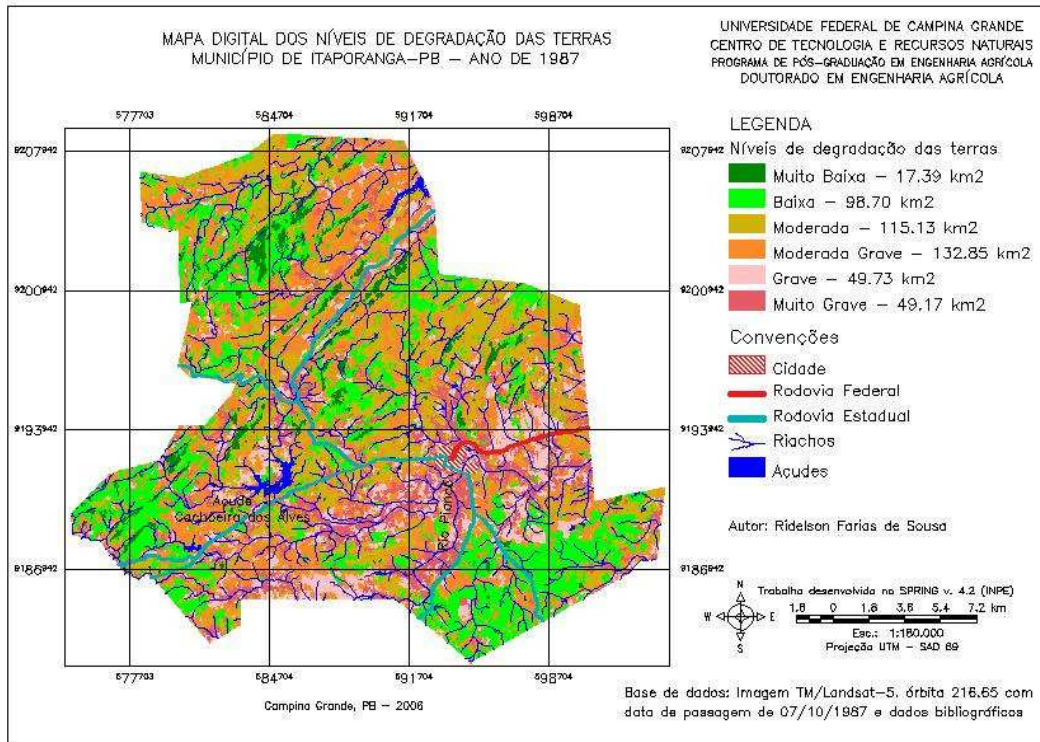 MAPA DIGITAL DOS NÍVEIS DE DEGRADAÇÃO DAS TERRAS
MUNICÍPIO DE ITAPORANGA-PB - ANO DE 1987
UNIVERSIDADE FEDERAL DE CAMPINA GRANDE
CENTRO DE TECNOLOGIA E RECURSOS NATURAIS
PROGRAMA DE PÓS-GRADUAÇÃO EM ENGENHARIA AGRÍCOLA
DOUTORADO EM ENGENHARIA AGRÍCOLA
577703 584704 591704 598704
9207942 9207942
9200942 9200942
9193942 9193942
9186942 9186942
577703 584704 591704 598704
Açude
Cachoeira dos Alves
Rio Piancó
LEGENDA
Níveis de degradação das terras
Muito Baixa - 17.39 km2
Baixa - 98.70 km2
Moderada - 115.13 km2
Moderada Grave - 132.85 km2
Grave - 49.73 km2
Muito Grave - 49.17 km2
Convenções
Cidade
Rodovia Federal
Rodovia Estadual
Riachos
Açudes
Autor: Ridelson Farias de Sousa
N
W E
S
Trabalho desenvolvido no SPRING v. 4.2 (INPE)
1.8 0 1.8 3.6 5.4 7.2 km
Esc.: 1:180.000
Projeção UTM - SAD 69
Campina Grande, PB - 2006
Base de dados: Imagem TM/Landsat-5, órbita 216.65 com
data de passagem de 07/10/1987 e dados bibliográficos